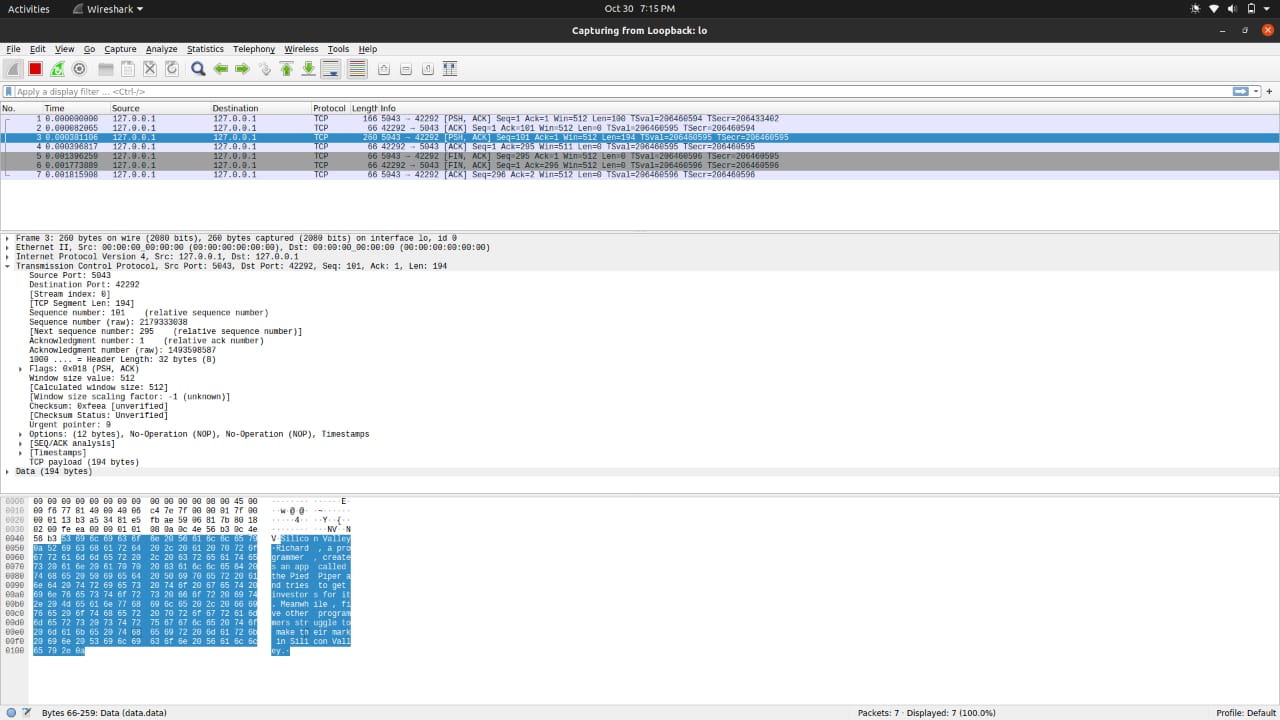 Activities Wireshark Oct 30 7:15 PM
Capturing from Loopback: lo
File Edit View Go Capture Analyze Statistics Telephony Wireless Tools Help
Apply a display filter ... <Ctrl-/>
No. Time Source Destination Protocol Length Info
1 0.000000000 127.0.0.1 127.0.0.1 TCP 166 5043 → 42292 [PSH, ACK] Seq=1 Ack=1 Win=512 Len=100 TSval=206460594 TSecr=206433402
2 0.000082065 127.0.0.1 127.0.0.1 TCP 66 42292 → 5043 [ACK] Seq=1 Ack=101 Win=512 Len=0 TSval=206460595 TSecr=206460594
3 0.000381106 127.0.0.1 127.0.0.1 TCP 260 5043 → 42292 [PSH, ACK] Seq=101 Ack=1 Win=512 Len=194 TSval=206460595 TSecr=206460595
4 0.000396817 127.0.0.1 127.0.0.1 TCP 66 42292 → 5043 [ACK] Seq=1 Ack=295 Win=511 Len=0 TSval=206460595 TSecr=206460595
5 0.001396259 127.0.0.1 127.0.0.1 TCP 66 5043 → 42292 [FIN, ACK] Seq=295 Ack=1 Win=512 Len=0 TSval=206460596 TSecr=206460595
6 0.001773889 127.0.0.1 127.0.0.1 TCP 66 42292 → 5043 [FIN, ACK] Seq=1 Ack=296 Win=512 Len=0 TSval=206460596 TSecr=206460596
7 0.001815908 127.0.0.1 127.0.0.1 TCP 66 5043 → 42292 [ACK] Seq=296 Ack=2 Win=512 Len=0 TSval=206460596 TSecr=206460596
Frame 3: 260 bytes on wire (2080 bits), 260 bytes captured (2080 bits) on interface lo, id 0
Ethernet II, Src: 00:00:00_00:00:00 (00:00:00:00:00:00), Dst: 00:00:00_00:00:00 (00:00:00:00:00:00)
Internet Protocol Version 4, Src: 127.0.0.1, Dst: 127.0.0.1
Transmission Control Protocol, Src Port: 5043, Dst Port: 42292, Seq: 101, Ack: 1, Len: 194
Source Port: 5043
Destination Port: 42292
[Stream index: 0]
[TCP Segment Len: 194]
Sequence number: 101 (relative sequence number)
Sequence number (raw): 2179333038
[Next sequence number: 295 (relative sequence number)]
Acknowledgment number: 1 (relative ack number)
Acknowledgment number (raw): 1493598587
1000 .... = Header Length: 32 bytes (8)
Flags: 0x018 (PSH, ACK)
Window size value: 512
[Calculated window size: 512]
[Window size scaling factor: -1 (unknown)]
Checksum: 0xfeea [unverified]
[Checksum Status: Unverified]
Urgent pointer: 0
Options: (12 bytes), No-Operation (NOP), No-Operation (NOP), Timestamps
[SEQ/ACK analysis]
[Timestamps]
TCP payload (194 bytes)
Data (194 bytes)
0000 00 00 00 00 00 00 00 00 00 00 00 00 08 00 45 00 ········ ······E·
0010 00 f6 77 81 40 00 40 06 c4 7e 7f 00 00 01 7f 00 ··w·@·@· ·~······
0020 00 01 13 b3 a5 34 81 e5 fb ae 59 06 81 7b 80 18 ·····4·· ··Y··{··
0030 02 00 fe ea 00 00 01 01 08 0a 0c 4e 56 b3 0c 4e ········ ···NV··N
0040 56 b3 53 69 6c 69 63 6f 6e 20 56 61 6c 6c 65 79 V·Silico n Valley
0050 0a 52 69 63 68 61 72 64 20 2c 20 61 20 70 72 6f ·Richard , a pro
0060 67 72 61 6d 6d 65 72 20 2c 20 63 72 65 61 74 65 grammer , create
0070 73 20 61 6e 20 61 70 70 20 63 61 6c 6c 65 64 20 s an app called
0080 74 68 65 20 50 69 65 64 20 50 69 70 65 72 20 61 the Pied Piper a
0090 6e 64 20 74 72 69 65 73 20 74 6f 20 67 65 74 20 nd tries to get
00a0 69 6e 76 65 73 74 6f 72 73 20 66 6f 72 20 69 74 investor s for it
00b0 2e 20 4d 65 61 6e 77 68 69 6c 65 20 2c 20 66 69 . Meanwh ile , fi
00c0 76 65 20 6f 74 68 65 72 20 70 72 6f 67 72 61 6d ve other program
00d0 6d 65 72 73 20 73 74 72 75 67 67 6c 65 20 74 6f mers str uggle to
00e0 20 6d 61 6b 65 20 74 68 65 69 72 20 6d 61 72 6b make th eir mark
00f0 20 69 6e 20 53 69 6c 69 63 6f 6e 20 56 61 6c 6c in Sili con Vall
0100 65 79 2e 0a ey.·
Bytes 66-259: Data (data.data) Packets: 7 · Displayed: 7 (100.0%) Profile: Default